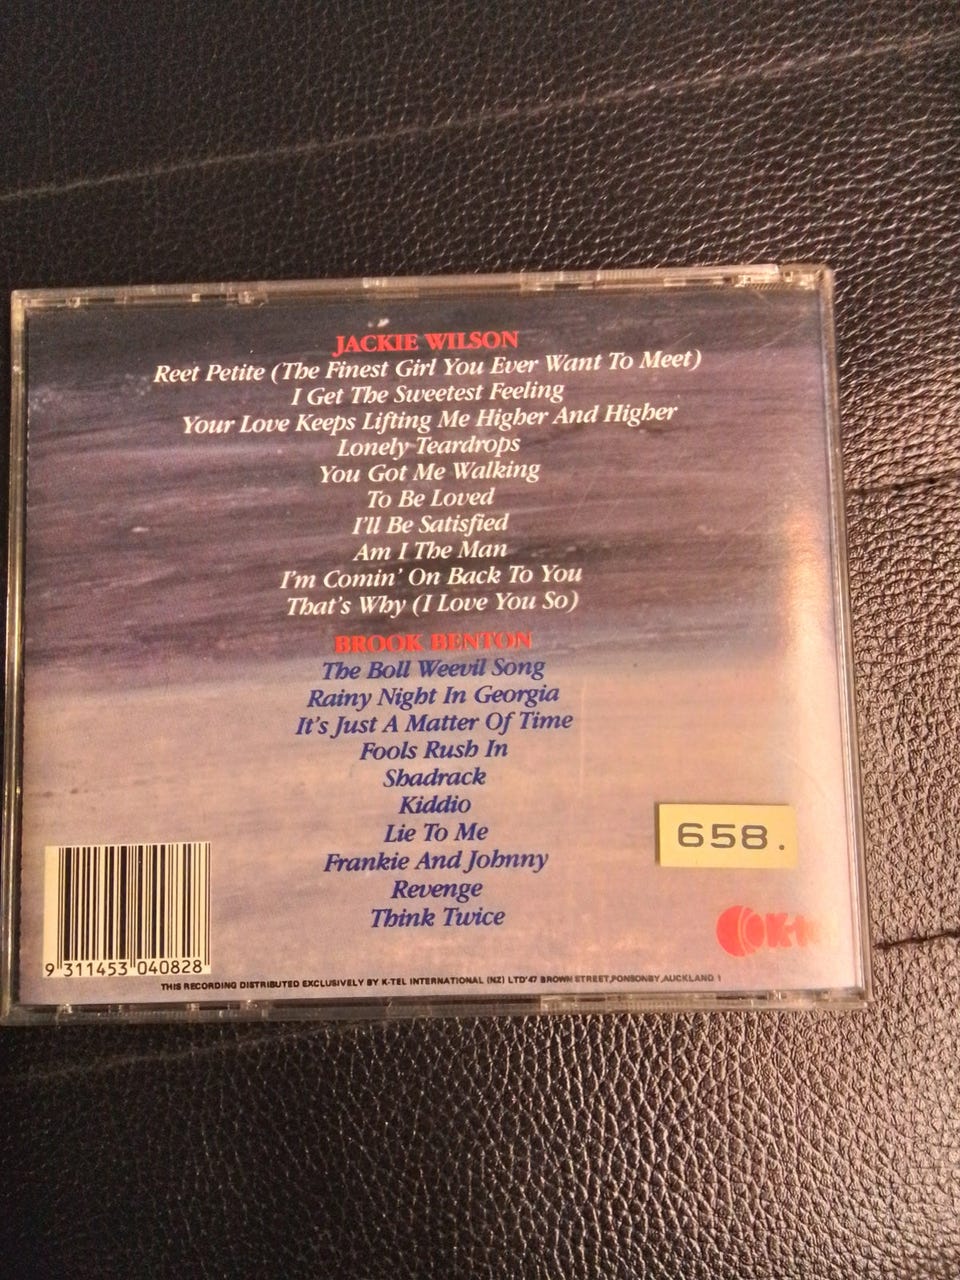 JACKIE WILSON
Reet Petite (The Finest Girl You Ever Want To Meet)
I Get The Sweetest Feeling
Your Love Keeps Lifting Me Higher And Higher
Lonely Teardrops
You Got Me Walking
To Be Loved
I'll Be Satisfied
Am I The Man
I'm Comin' On Back To You
That's Why (I Love You So)
BROOK BENTON
The Boll Weevil Song
Rainy Night In Georgia
It's Just A Matter Of Time
Fools Rush In
Shadrack
Kiddio
Lie To Me
Frankie And Johnny
Revenge
Think Twice
658.
9 311453 040828
THIS RECORDING DISTRIBUTED EXCLUSIVELY BY K-TEL INTERNATIONAL (NZ) LTD'47 BROWN STREET,PONSONBY,AUCKLAND 1